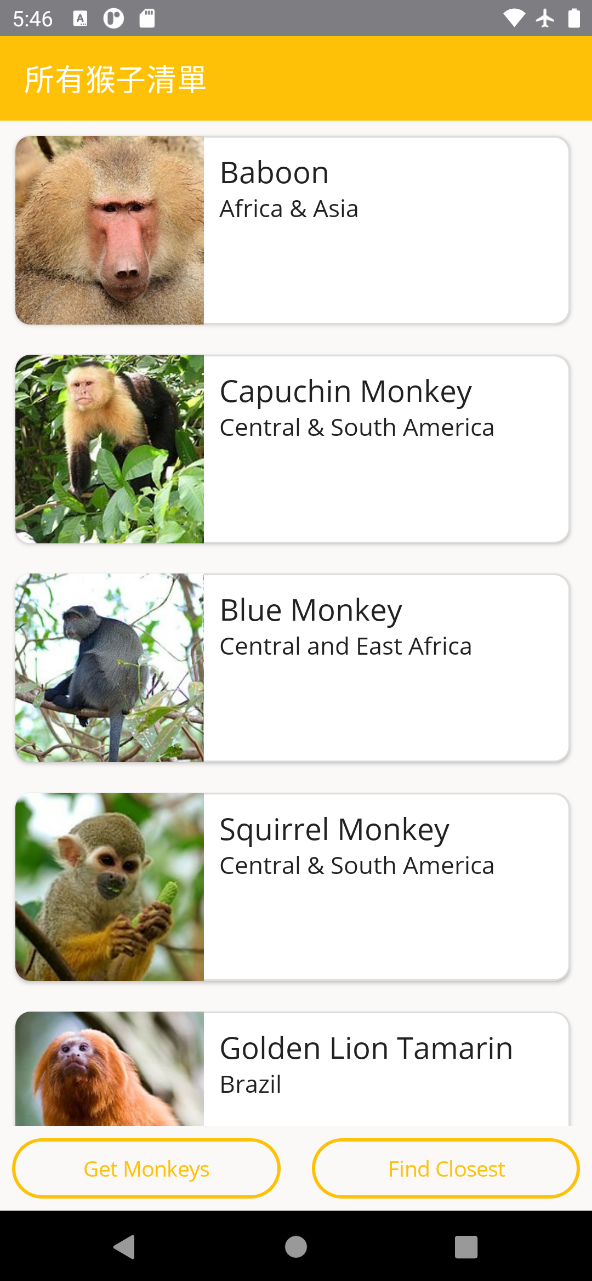 5:46
所有猴子清單
Baboon
Africa & Asia
Capuchin Monkey
Central & South America
Blue Monkey
Central and East Africa
Squirrel Monkey
Central & South America
Golden Lion Tamarin
Brazil
Get Monkeys
Find Closest